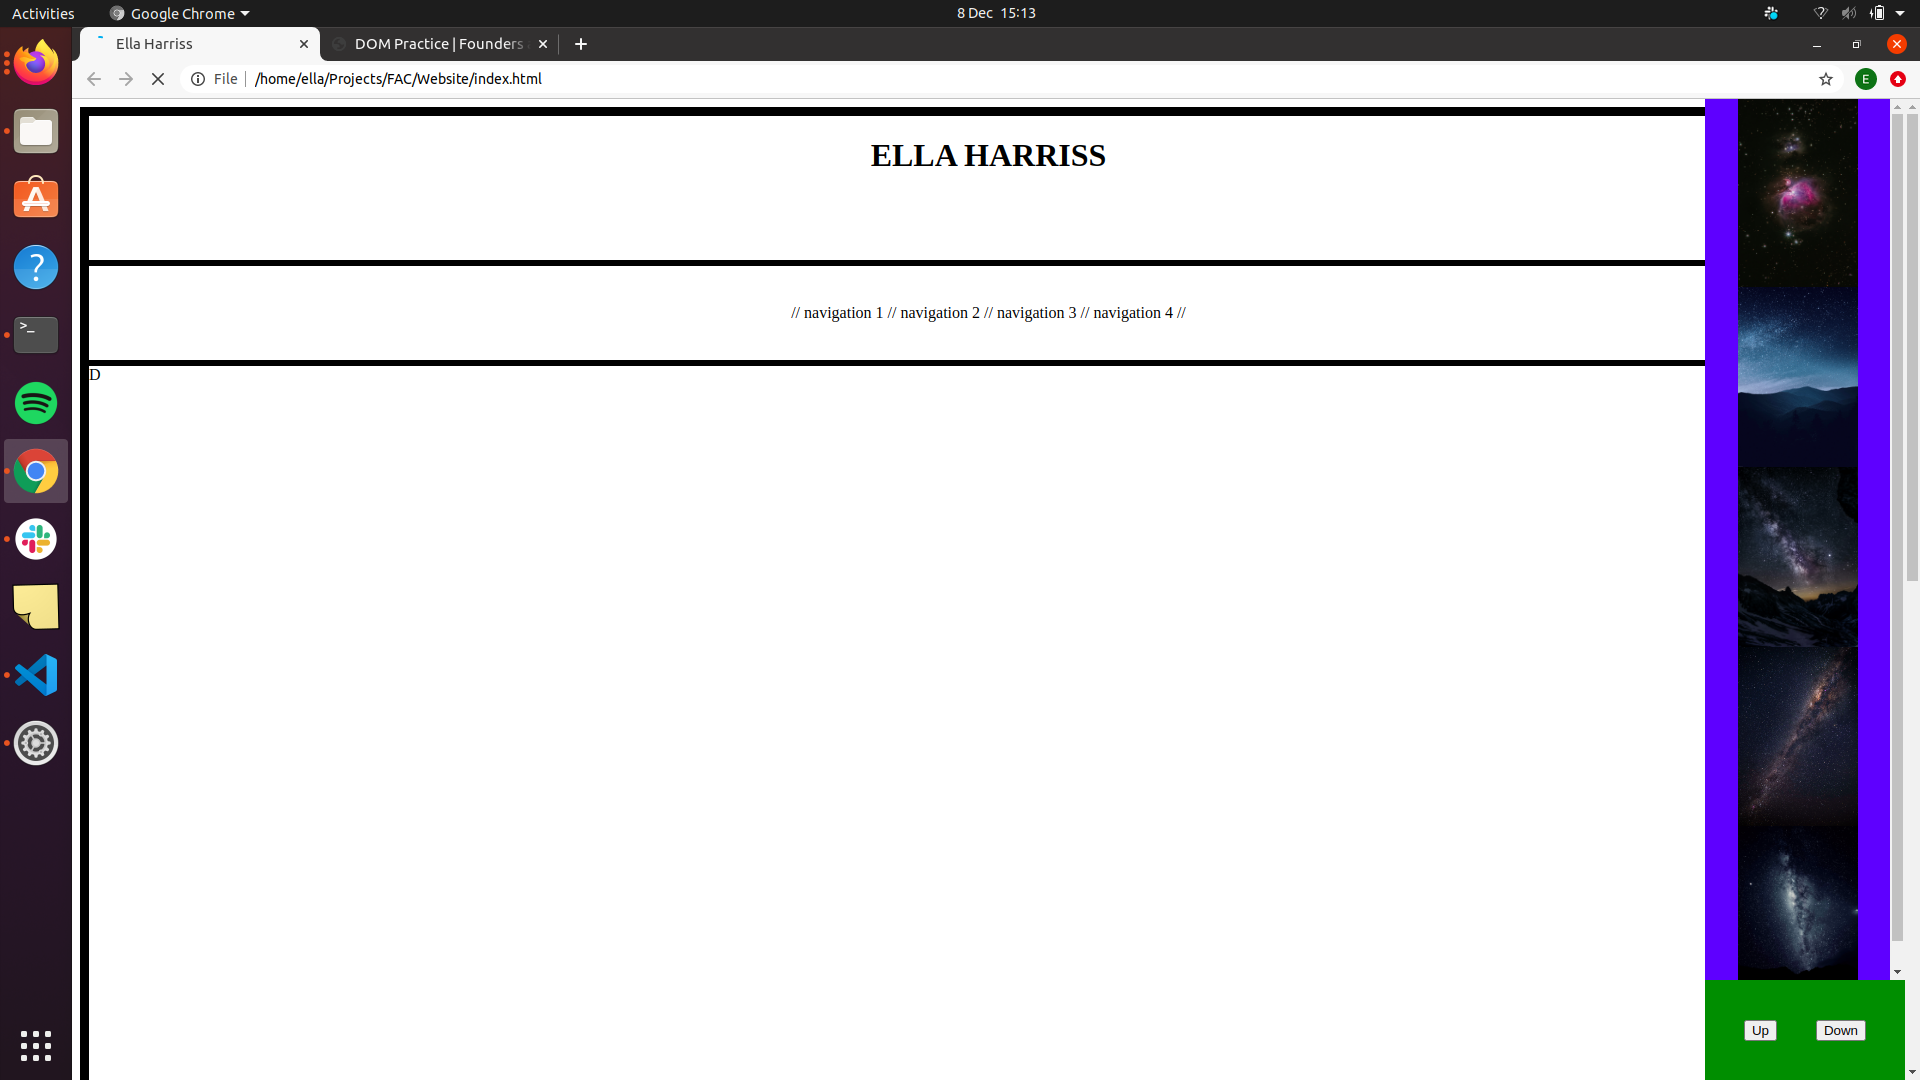 Activities
Google Chrome
8 Dec 15:13
Ella Harriss
DOM Practice | Founders
File
/home/ella/Projects/FAC/Website/index.html
E
ELLA HARRISS
// navigation 1 // navigation 2 // navigation 3 // navigation 4 //
D
Up
Down